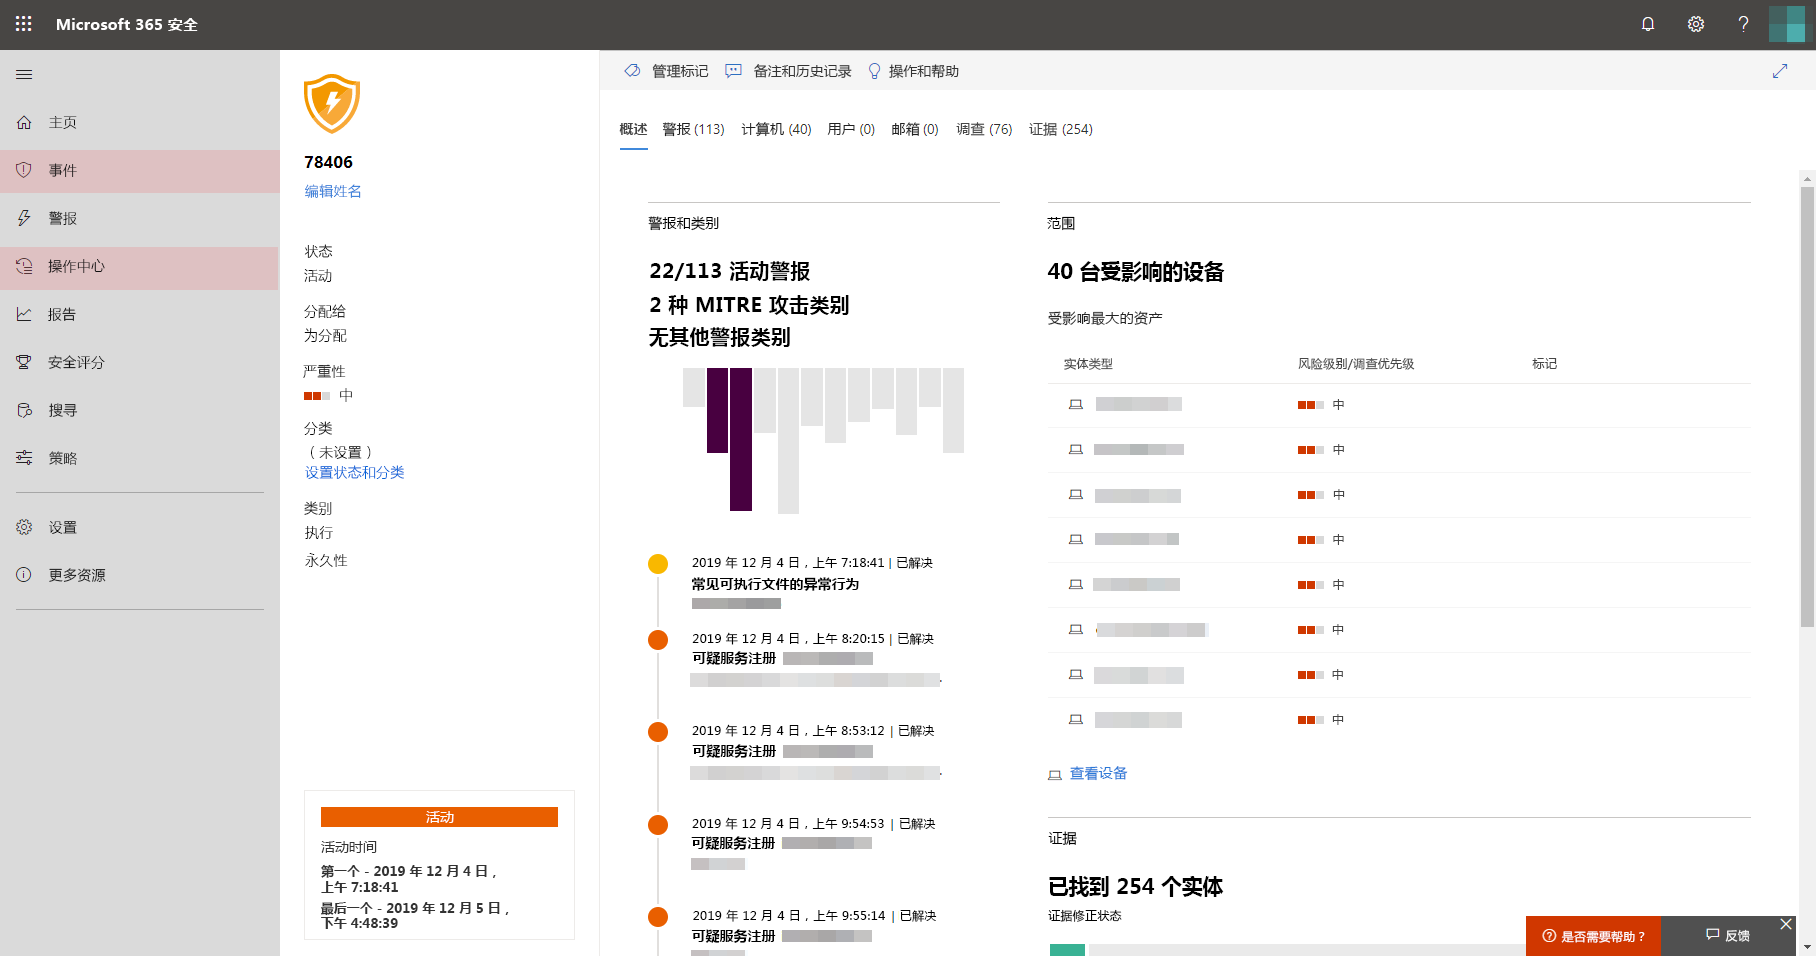 Microsoft 365 安全
主页
事件
警报
操作中心
报告
安全评分
搜寻
策略
设置
更多资源
78406
编辑姓名
状态
活动
分配给
为分配
严重性
中
分类
（未设置）
设置状态和分类
类别
执行
永久性
活动
活动时间
第一个 - 2019 年 12 月 4 日，
上午 7:18:41
最后一个 - 2019 年 12 月 5 日，
下午 4:48:39
管理标记 备注和历史记录 操作和帮助
概述 警报 (113) 计算机 (40) 用户 (0) 邮箱 (0) 调查 (76) 证据 (254)
警报和类别
22/113 活动警报
2 种 MITRE 攻击类别
无其他警报类别
2019 年 12 月 4 日，上午 7:18:41 | 已解决
常见可执行文件的异常行为
2019 年 12 月 4 日，上午 8:20:15 | 已解决
可疑服务注册
2019 年 12 月 4 日，上午 8:53:12 | 已解决
可疑服务注册
2019 年 12 月 4 日，上午 9:54:53 | 已解决
可疑服务注册
2019 年 12 月 4 日，上午 9:55:14 | 已解决
可疑服务注册
范围
40 台受影响的设备
受影响最大的资产
实体类型 风险级别/调查优先级 标记
中
中
中
中
中
中
中
中
查看设备
证据
已找到 254 个实体
证据修正状态
是否需要帮助？ 反馈